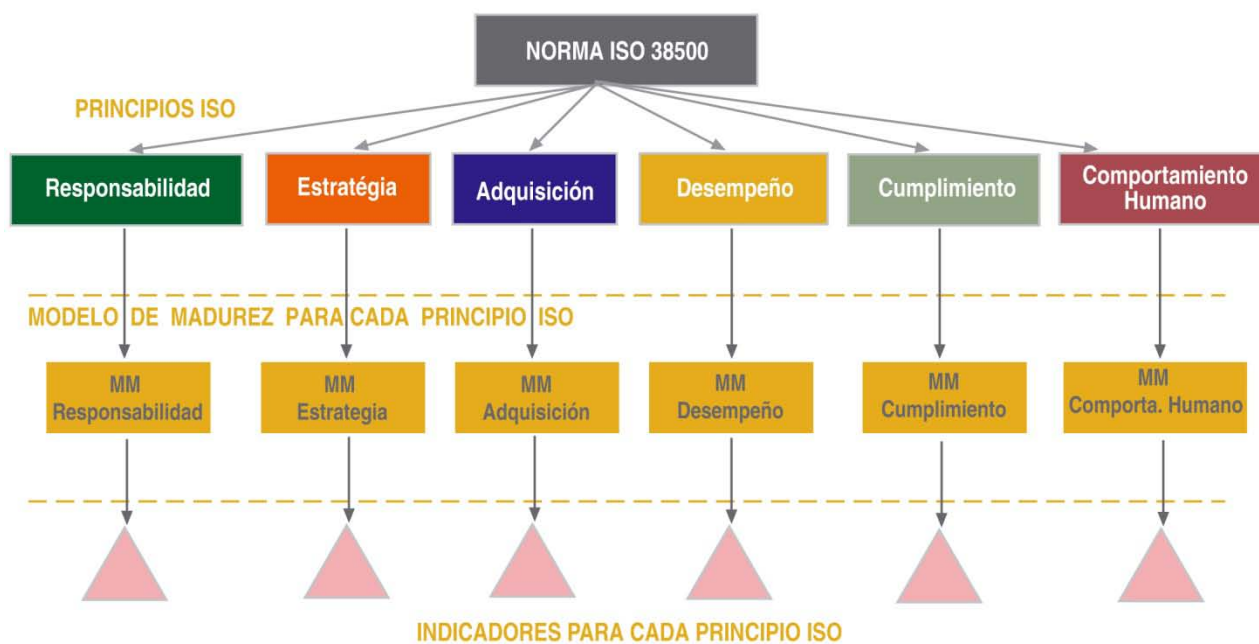 NORMA ISO 38500
PRINCIPIOS ISO
Responsabilidad
Estratégia
Adquisición
Desempeño
Cumplimiento
Comportamiento
Humano
MODELO DE MADUREZ PARA CADA PRINCIPIO ISO
MM
Responsabilidad
MM
Estrategia
MM
Adquisición
MM
Desempeño
MM
Cumplimiento
MM
Comporta. Humano
INDICADORES PARA CADA PRINCIPIO ISO